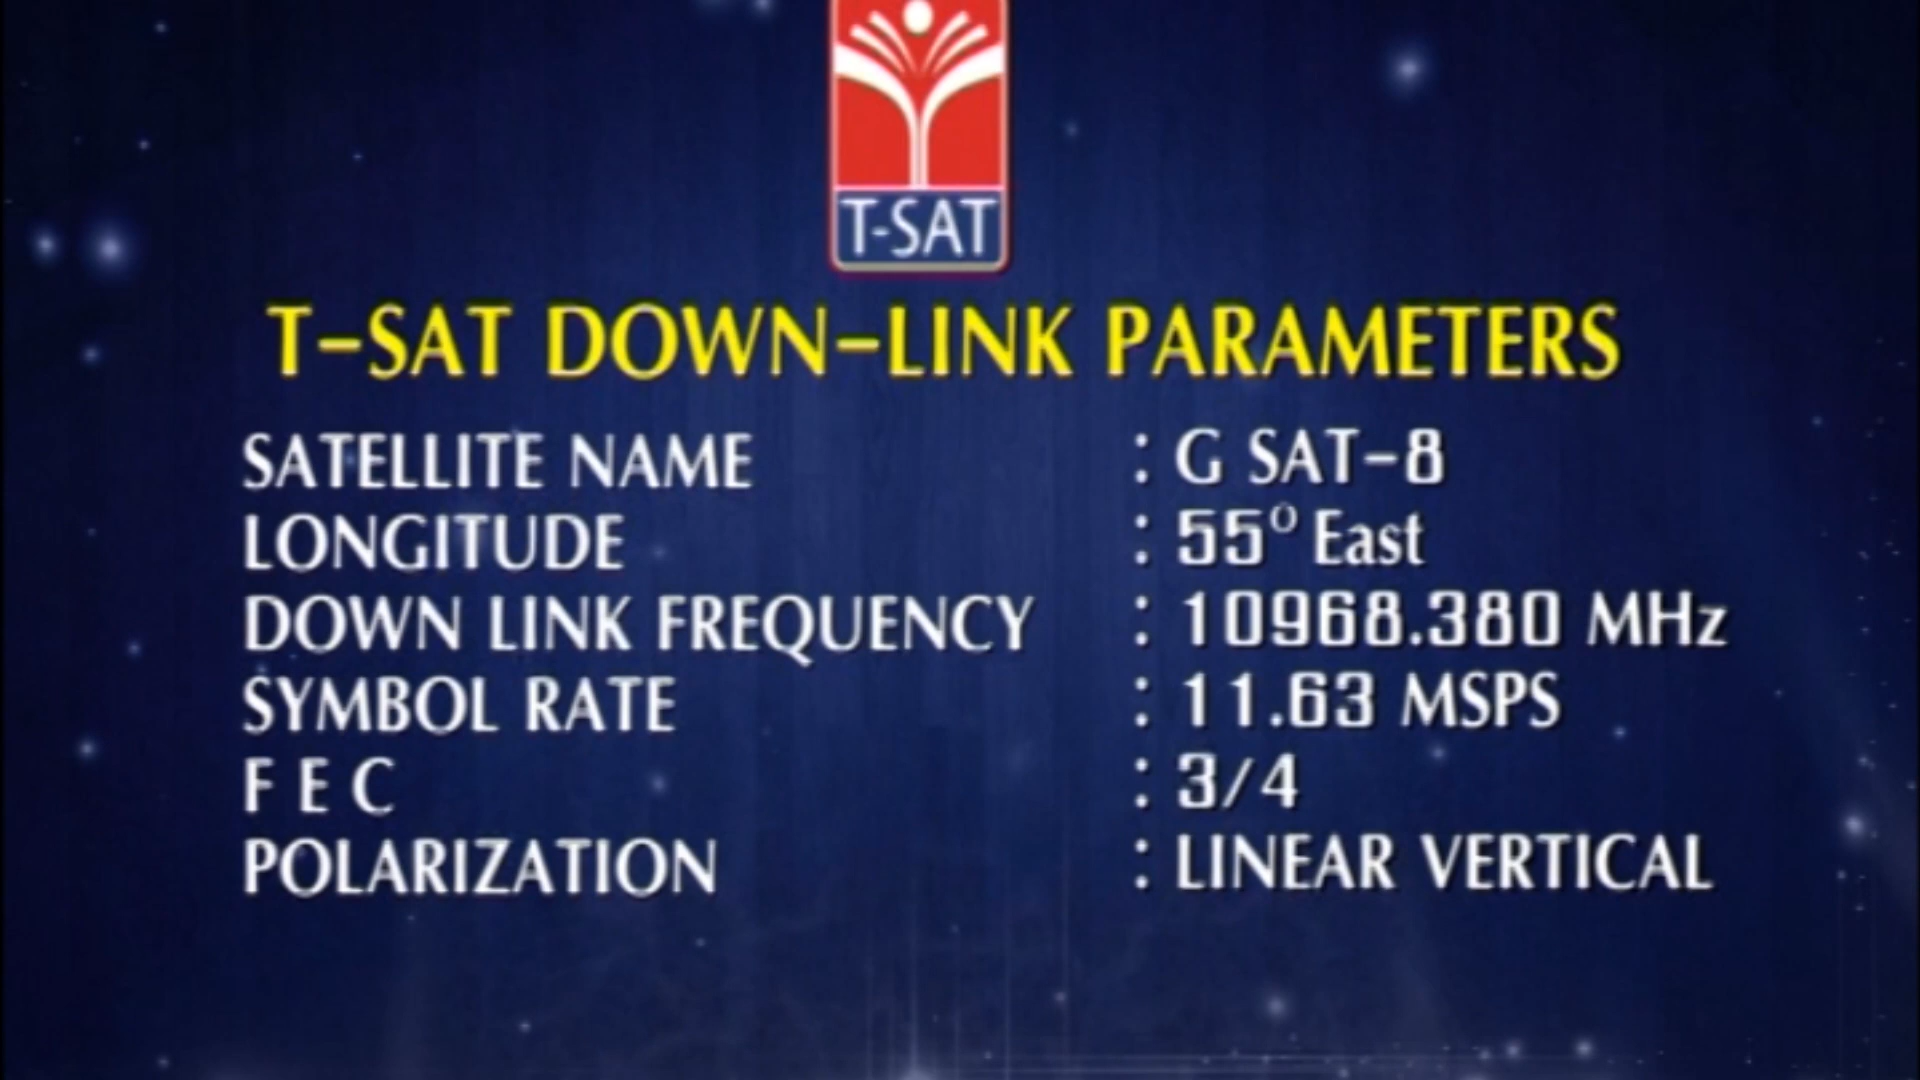 T-SAT
T-SAT DOWN-LINK PARAMETERS
SATELLITE NAME : G SAT-8
LONGITUDE : 55° East
DOWN LINK FREQUENCY : 10968.380 MHz
SYMBOL RATE : 11.63 MSPS
F E C : 3/4
POLARIZATION : LINEAR VERTICAL